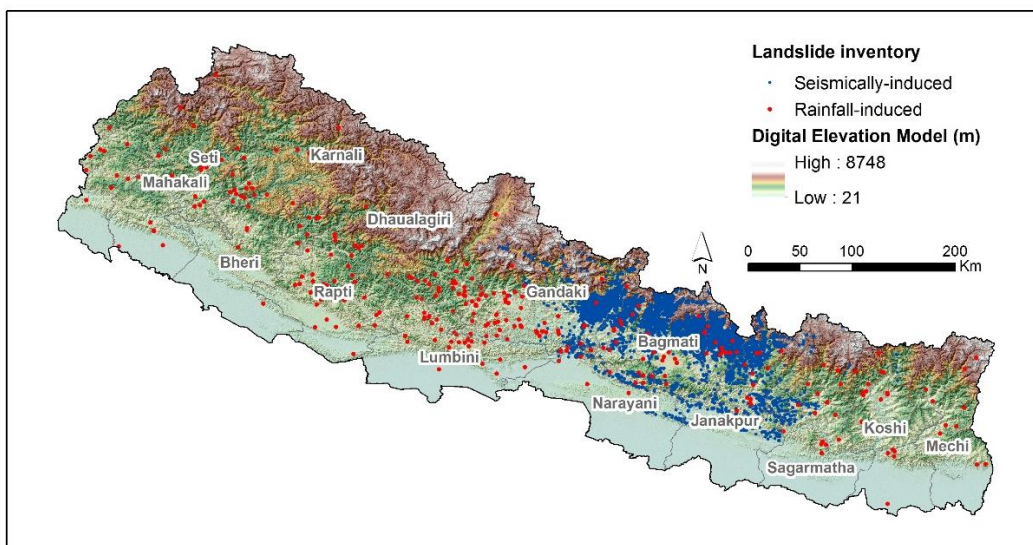 Landslide inventory
Seismically-induced
Rainfall-induced
Digital Elevation Model (m)
High : 8748
Low : 21
N
0 50 100 200
Km
Seti
Karnali
Mahakali
Dhaualagiri
Bheri
Rapti
Gandaki
Bagmati
Lumbini
Narayani
Janakpur
Koshi
Mechi
Sagarmatha